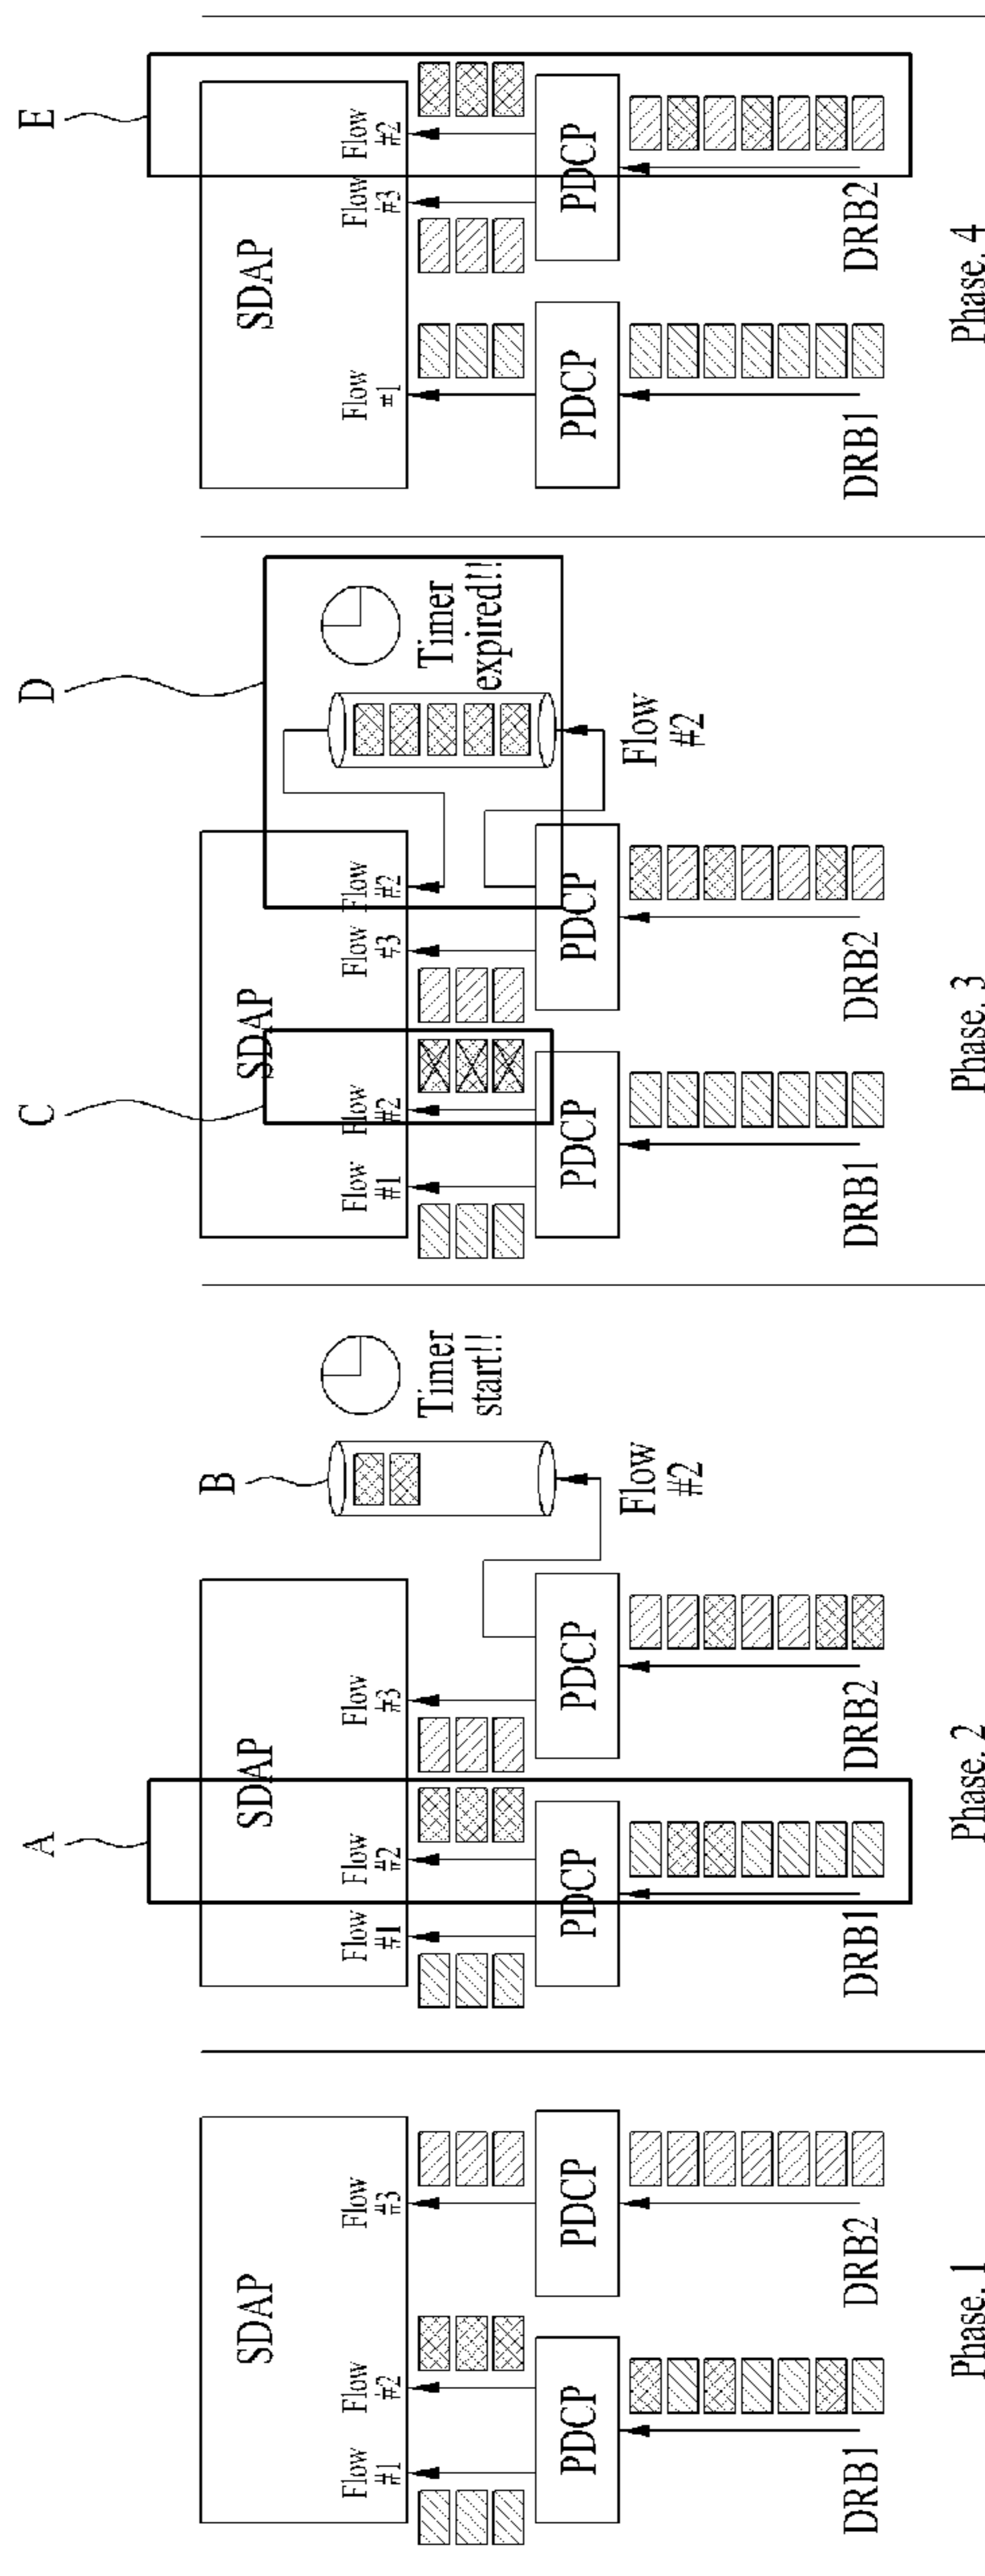 SDAP
Flow
#1
Flow
#2
Flow
#3
PDCP
PDCP
DRB1
DRB2
Phase. 1
A
SDAP
Flow
#1
Flow
#2
Flow
#3
PDCP
PDCP
DRB1
DRB2
B
Timer
start!!
Flow
#2
Phase. 2
C
D
SDAP
Flow
#1
Flow
#2
Flow
#3
Flow
#2
PDCP
PDCP
DRB1
DRB2
Timer
expired!!
Flow
#2
Phase. 3
E
SDAP
Flow
#1
Flow
#3
Flow
#2
PDCP
PDCP
DRB1
DRB2
Phase. 4